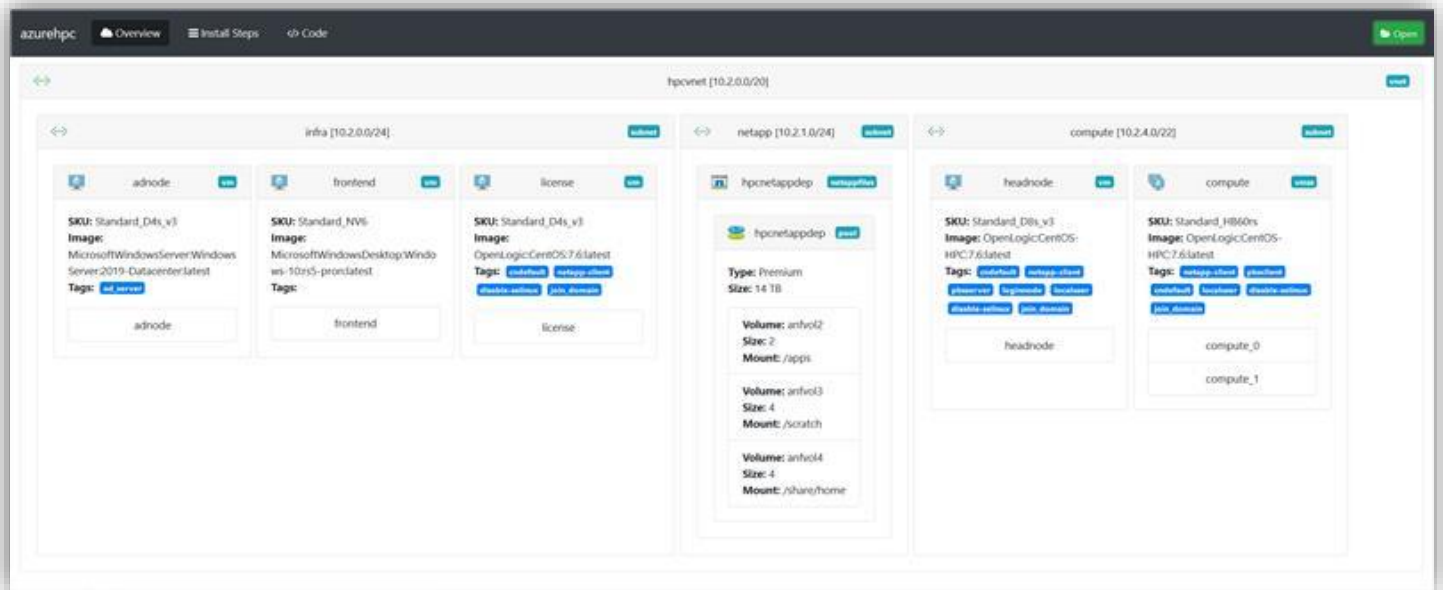 azurehpc Overview Install Steps </> Code Open
hpcvnet [10.2.0.0/20] vnet
infra [10.2.0.0/24] subnet
adnode vm
SKU: Standard_D4s_v3
Image:
MicrosoftWindowsServer:Windows
Server:2019-Datacenter:latest
Tags: ad_server
adnode
frontend vm
SKU: Standard_NV6
Image:
MicrosoftWindowsDesktop:Windo
ws-10:rs5-pron:latest
Tags:
frontend
license vm
SKU: Standard_D4s_v3
Image:
OpenLogic:CentOS:7.6:latest
Tags: cndefault netapp-client
disable-selinux join_domain
license
netapp [10.2.1.0/24] subnet
hpcnetappdep netappfiles
hpcnetappdep pool
Type: Premium
Size: 14 TB
Volume: anfvol2
Size: 2
Mount: /apps
Volume: anfvol3
Size: 4
Mount: /scratch
Volume: anfvol4
Size: 4
Mount: /share/home
compute [10.2.4.0/22] subnet
headnode vm
SKU: Standard_D8s_v3
Image: OpenLogic:CentOS-
HPC:7.6:latest
Tags: cndefault netapp-client
pbsserver loginnode localuser
disable-selinux join_domain
headnode
compute vmss
SKU: Standard_HB60rs
Image: OpenLogic:CentOS-
HPC:7.6:latest
Tags: netapp-client pbsclient
cndefault localuser disable-selinux
join_domain
compute_0
compute_1